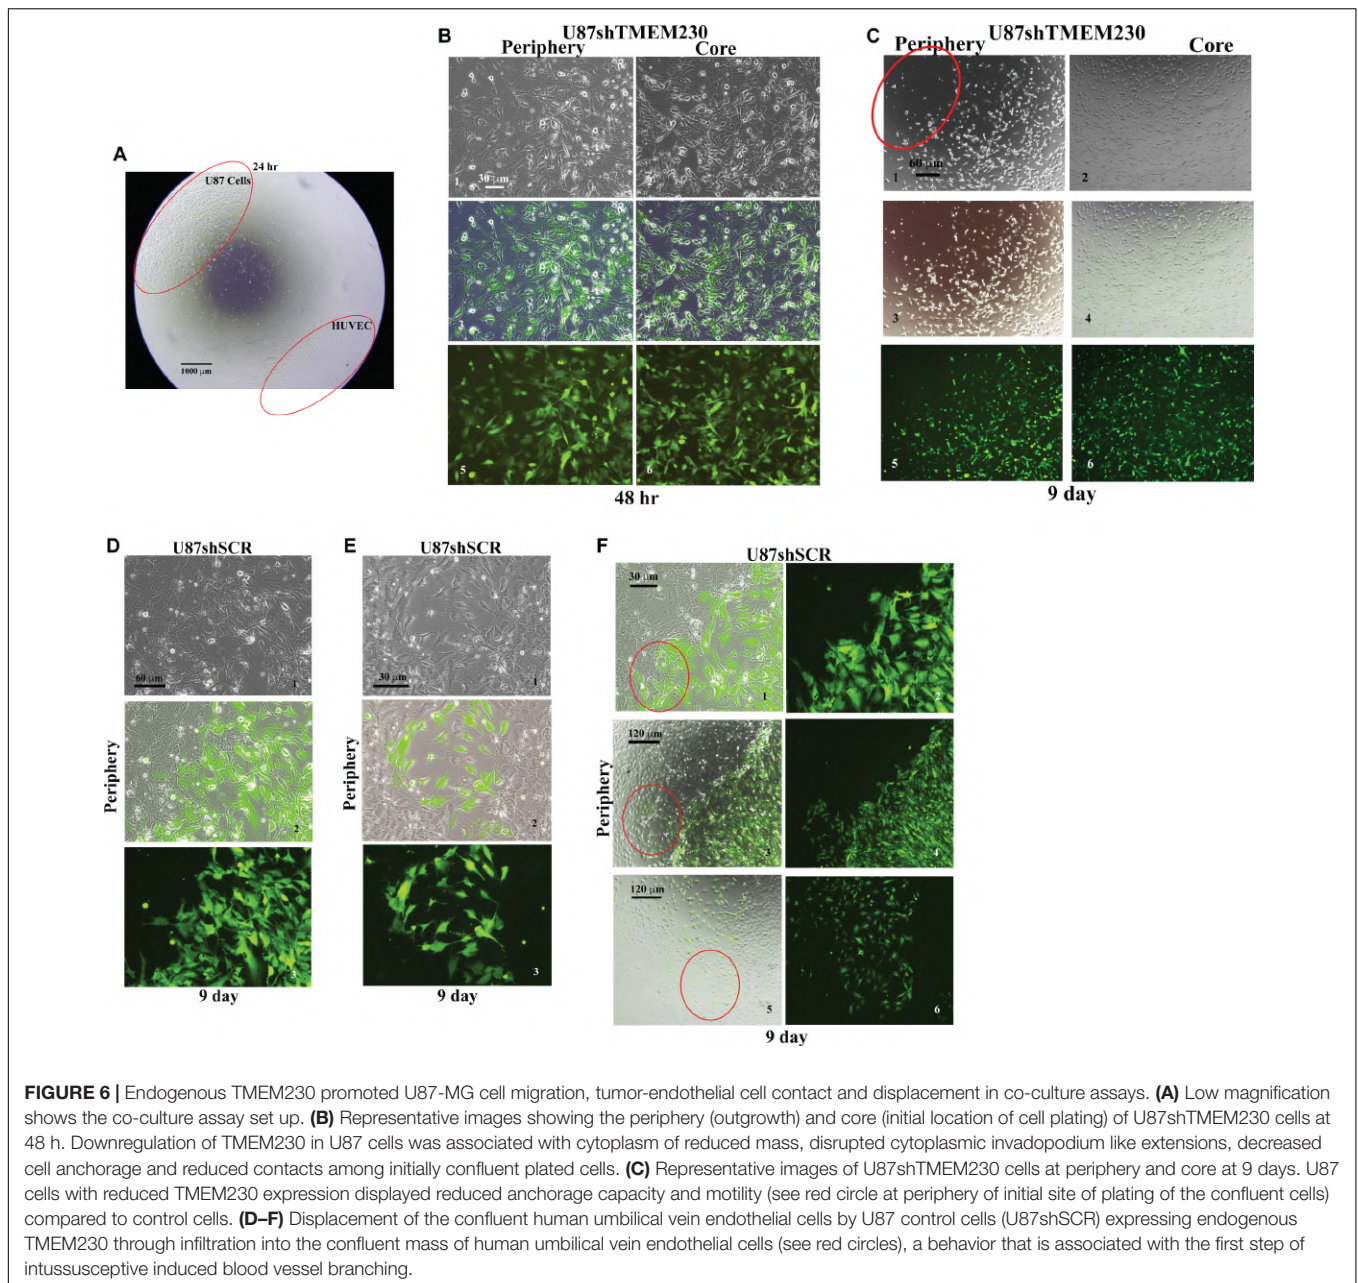 A
24 hr
U87 Cells
HUVEC
1000 µm
B
U87shTMEM230
Periphery Core
1
30 µm
5
6
48 hr
C
U87shTMEM230
Periphery Core
60 µm
1
2
3
4
5
6
9 day
D
U87shSCR
60 µm
1
Periphery
2
3
9 day
E
U87shSCR
30 µm
1
Periphery
2
3
9 day
F
U87shSCR
30 µm
1
2
120 µm
Periphery
3
4
120 µm
5
6
9 day
FIGURE 6 | Endogenous TMEM230 promoted U87-MG cell migration, tumor-endothelial cell contact and displacement in co-culture assays. (A) Low magnification
shows the co-culture assay set up. (B) Representative images showing the periphery (outgrowth) and core (initial location of cell plating) of U87shTMEM230 cells at
48 h. Downregulation of TMEM230 in U87 cells was associated with cytoplasm of reduced mass, disrupted cytoplasmic invadopodium like extensions, decreased
cell anchorage and reduced contacts among initially confluent plated cells. (C) Representative images of U87shTMEM230 cells at periphery and core at 9 days. U87
cells with reduced TMEM230 expression displayed reduced anchorage capacity and motility (see red circle at periphery of initial site of plating of the confluent cells)
compared to control cells. (D–F) Displacement of the confluent human umbilical vein endothelial cells by U87 control cells (U87shSCR) expressing endogenous
TMEM230 through infiltration into the confluent mass of human umbilical vein endothelial cells (see red circles), a behavior that is associated with the first step of
intussusceptive induced blood vessel branching.